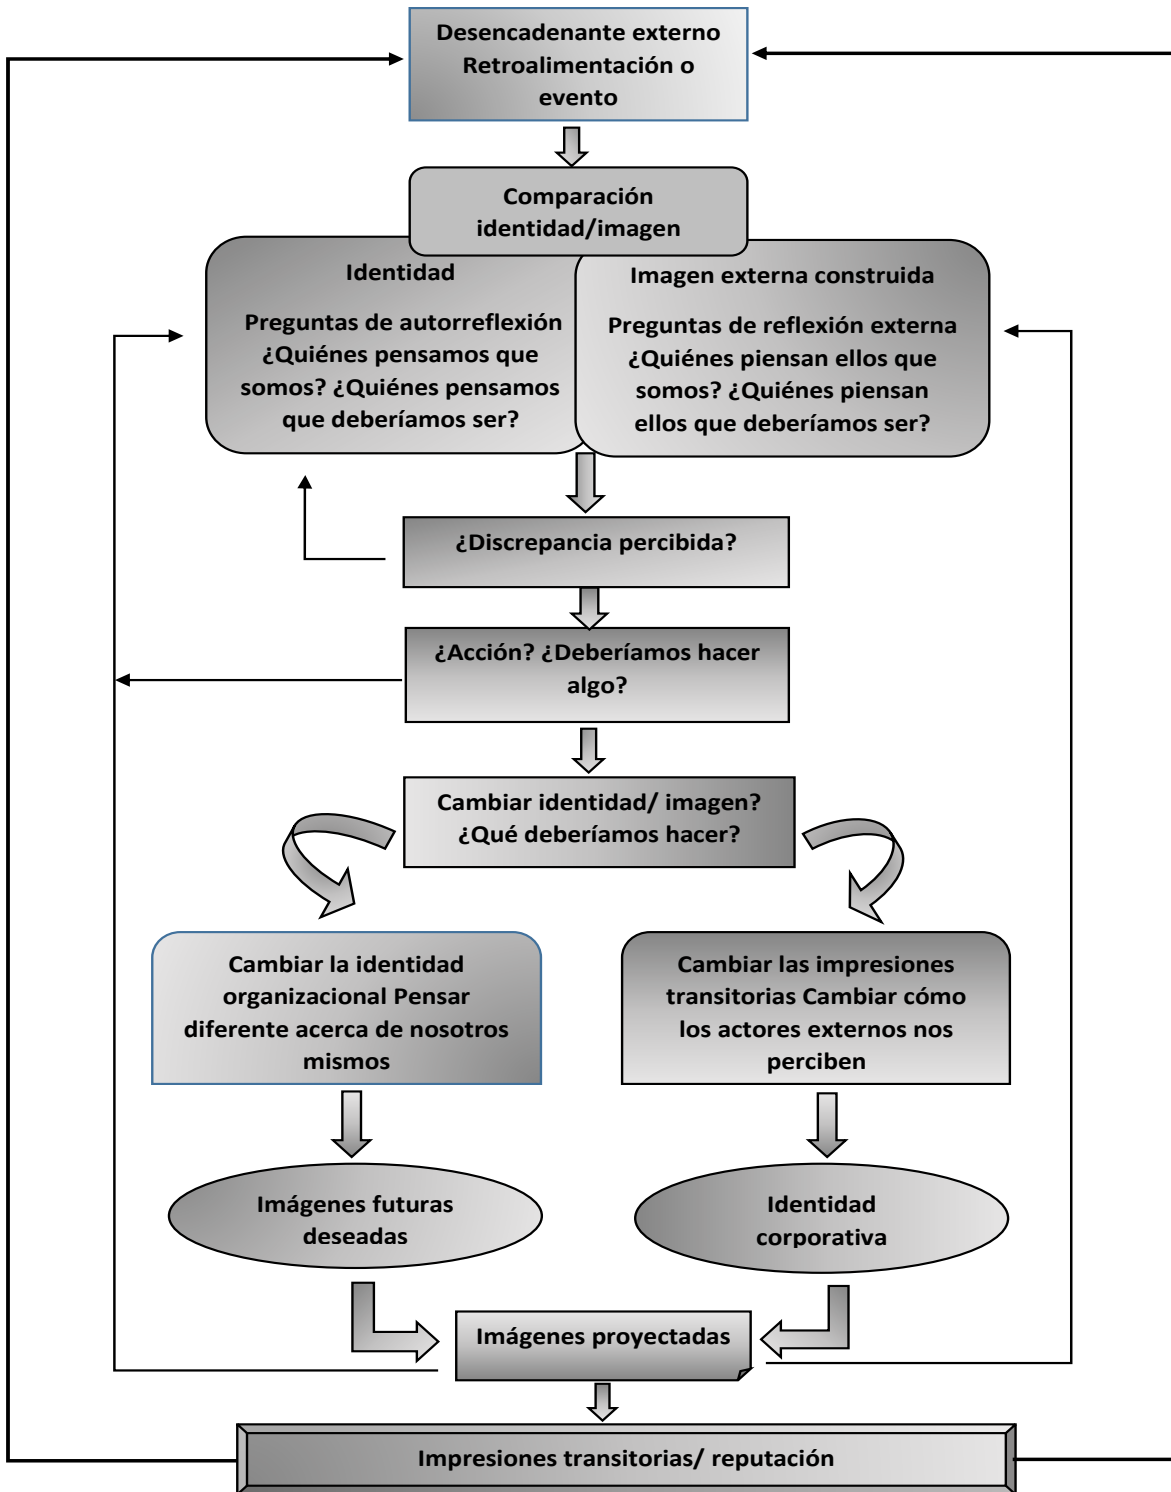 Desencadenante externo
Retroalimentación o
evento
Comparación
identidad/imagen
Identidad
Preguntas de autorreflexión
¿Quiénes pensamos que
somos? ¿Quiénes pensamos
que deberíamos ser?
Imagen externa construida
Preguntas de reflexión externa
¿Quiénes piensan ellos que
somos? ¿Quiénes piensan
ellos que deberíamos ser?
¿Discrepancia percibida?
¿Acción? ¿Deberíamos hacer
algo?
Cambiar identidad/ imagen?
¿Qué deberíamos hacer?
Cambiar la identidad
organizacional Pensar
diferente acerca de nosotros
mismos
Cambiar las impresiones
transitorias Cambiar cómo
los actores externos nos
perciben
Imágenes futuras
deseadas
Identidad
corporativa
Imágenes proyectadas
Impresiones transitorias/ reputación